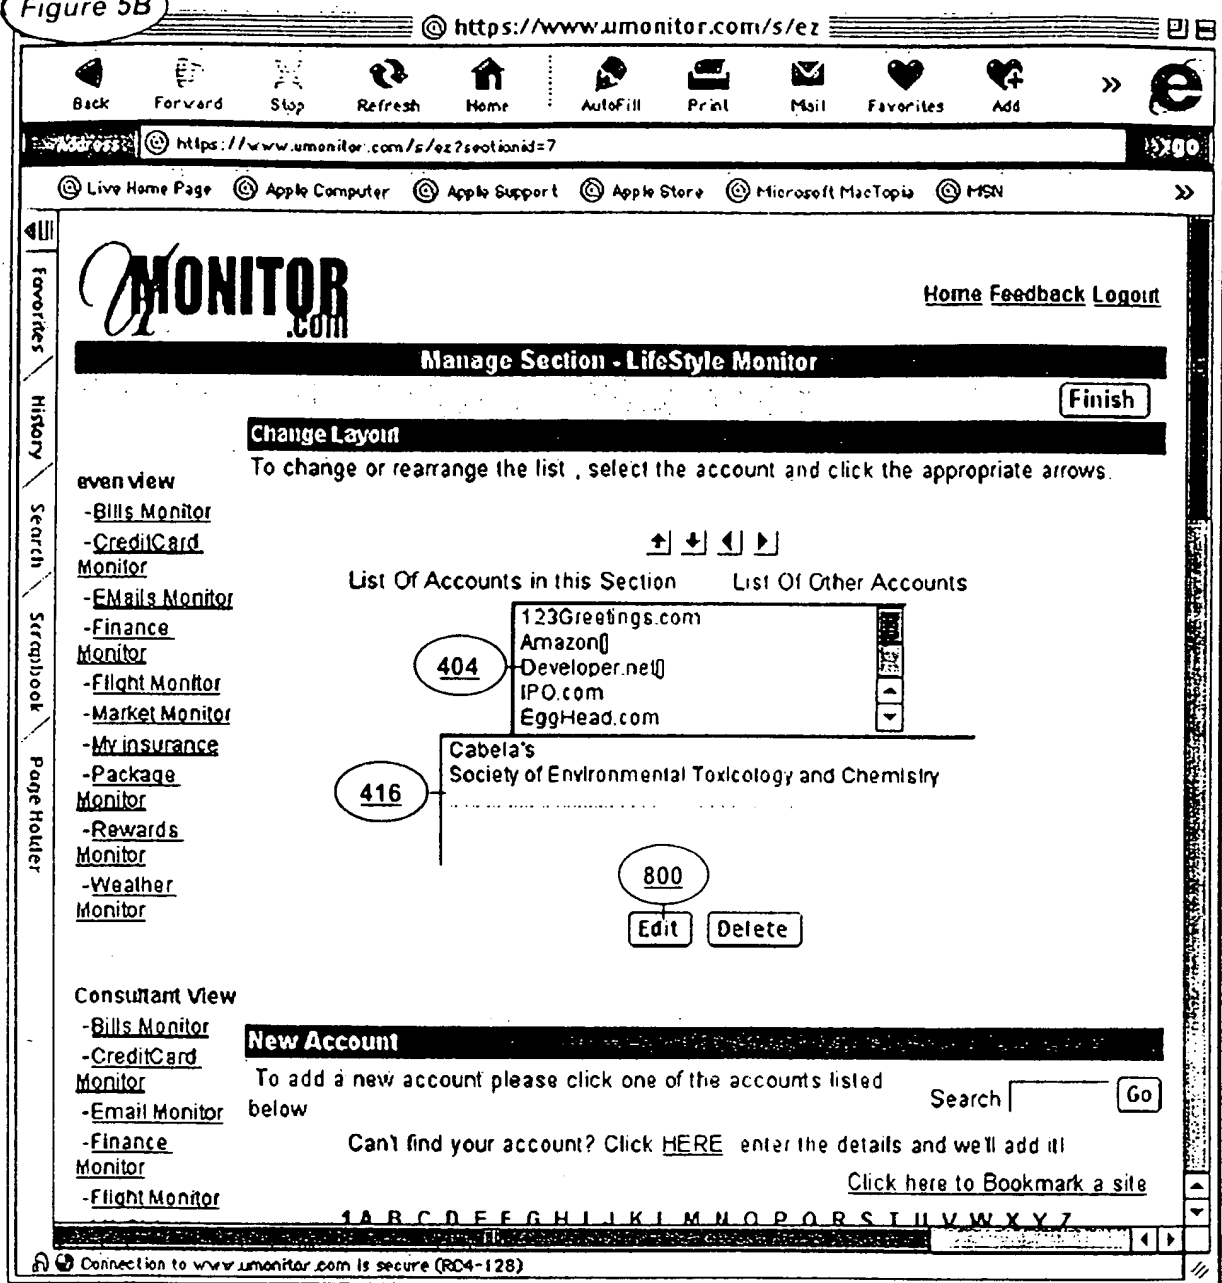 Figure 5B
https://www.umonitor.com/s/ez
Back Forward Stop Refresh Home AutoFill Print Mail Favorites Add »
Address https://www.umonitor.com/s/ez?sectionid=7 go
Live Home Page Apple Computer Apple Support Apple Store Microsoft MacTopia MSN »
Favorites
History
Search
Scrapbook
Page Holder
UMONITOR
.com
Home Feedback Logout
Manage Section - LifeStyle Monitor
Finish
Change Layout
To change or rearrange the list , select the account and click the appropriate arrows.
even view
-Bills Monitor
-CreditCard
Monitor
-EMails Monitor
-Finance
Monitor
-Flight Monitor
-Market Monitor
-My insurance
-Package
Monitor
-Rewards
Monitor
-Weather
Monitor
List Of Accounts in this Section List Of Other Accounts
123Greetings.com
Amazon[]
404
Developer.net[]
IPO.com
EggHead.com
Cabela's
Society of Environmental Toxicology and Chemistry
416
800
Edit Delete
Consultant View
-Bills Monitor
-CreditCard
Monitor
-Email Monitor
-Finance
Monitor
-Flight Monitor
New Account
To add a new account please click one of the accounts listed
below
Search Go
Can't find your account? Click HERE enter the details and we'll add it!
Click here to Bookmark a site
1 A B C D E F G H I J K L M N O P Q R S T U V W X Y Z
Connection to www.umonitor.com is secure (RC4-128)